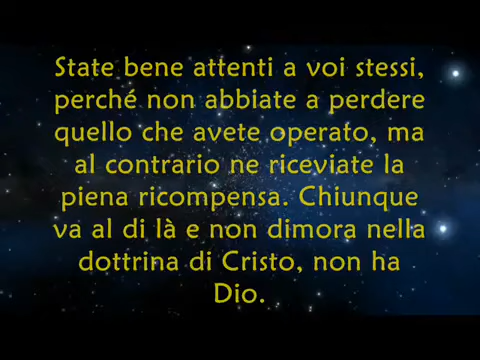 State bene attenti a voi stessi,
perché non abbiate a perdere
quello che avete operato, ma
al contrario ne riceviate la
piena ricompensa. Chiunque
va al di là e non dimora nella
dottrina di Cristo, non ha
Dio.